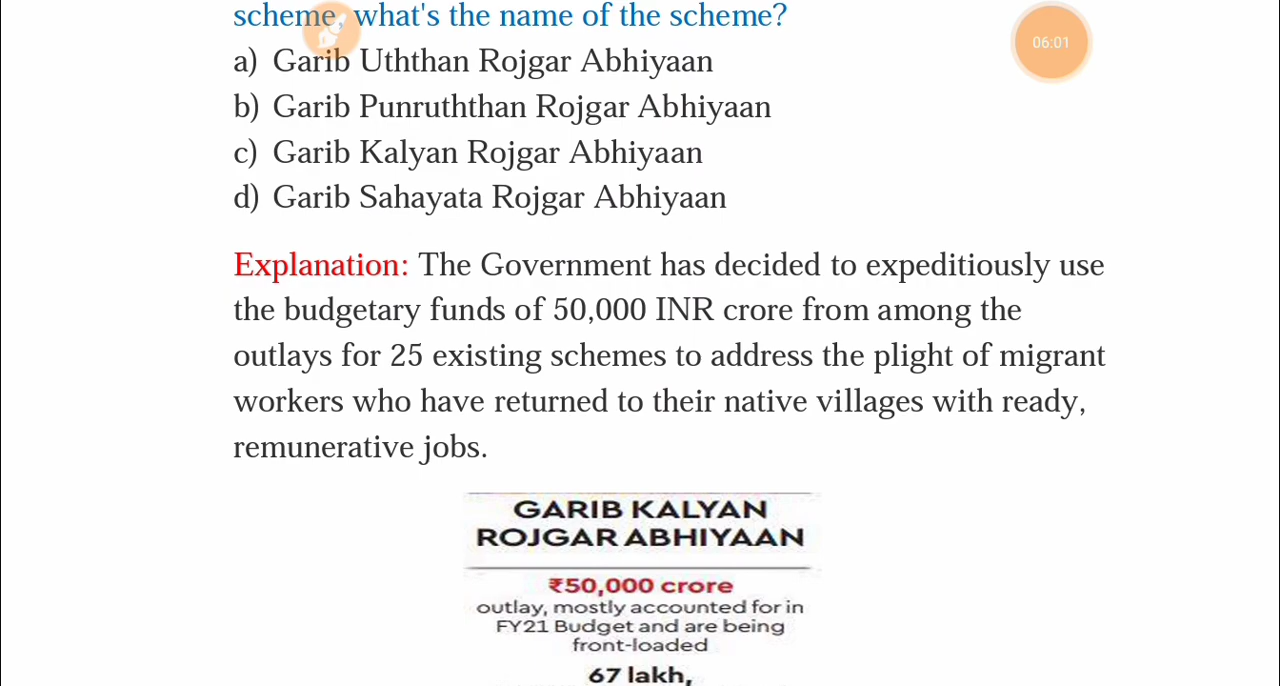 scheme, what's the name of the scheme?
06:01
a) Garib Uththan Rojgar Abhiyaan
b) Garib Punruththan Rojgar Abhiyaan
c) Garib Kalyan Rojgar Abhiyaan
d) Garib Sahayata Rojgar Abhiyaan
Explanation: The Government has decided to expeditiously use
the budgetary funds of 50,000 INR crore from among the
outlays for 25 existing schemes to address the plight of migrant
workers who have returned to their native villages with ready,
remunerative jobs.
GARIB KALYAN
ROJGAR ABHIYAAN
₹50,000 crore
outlay, mostly accounted for in
FY21 Budget and are being
front-loaded
67 lakh,